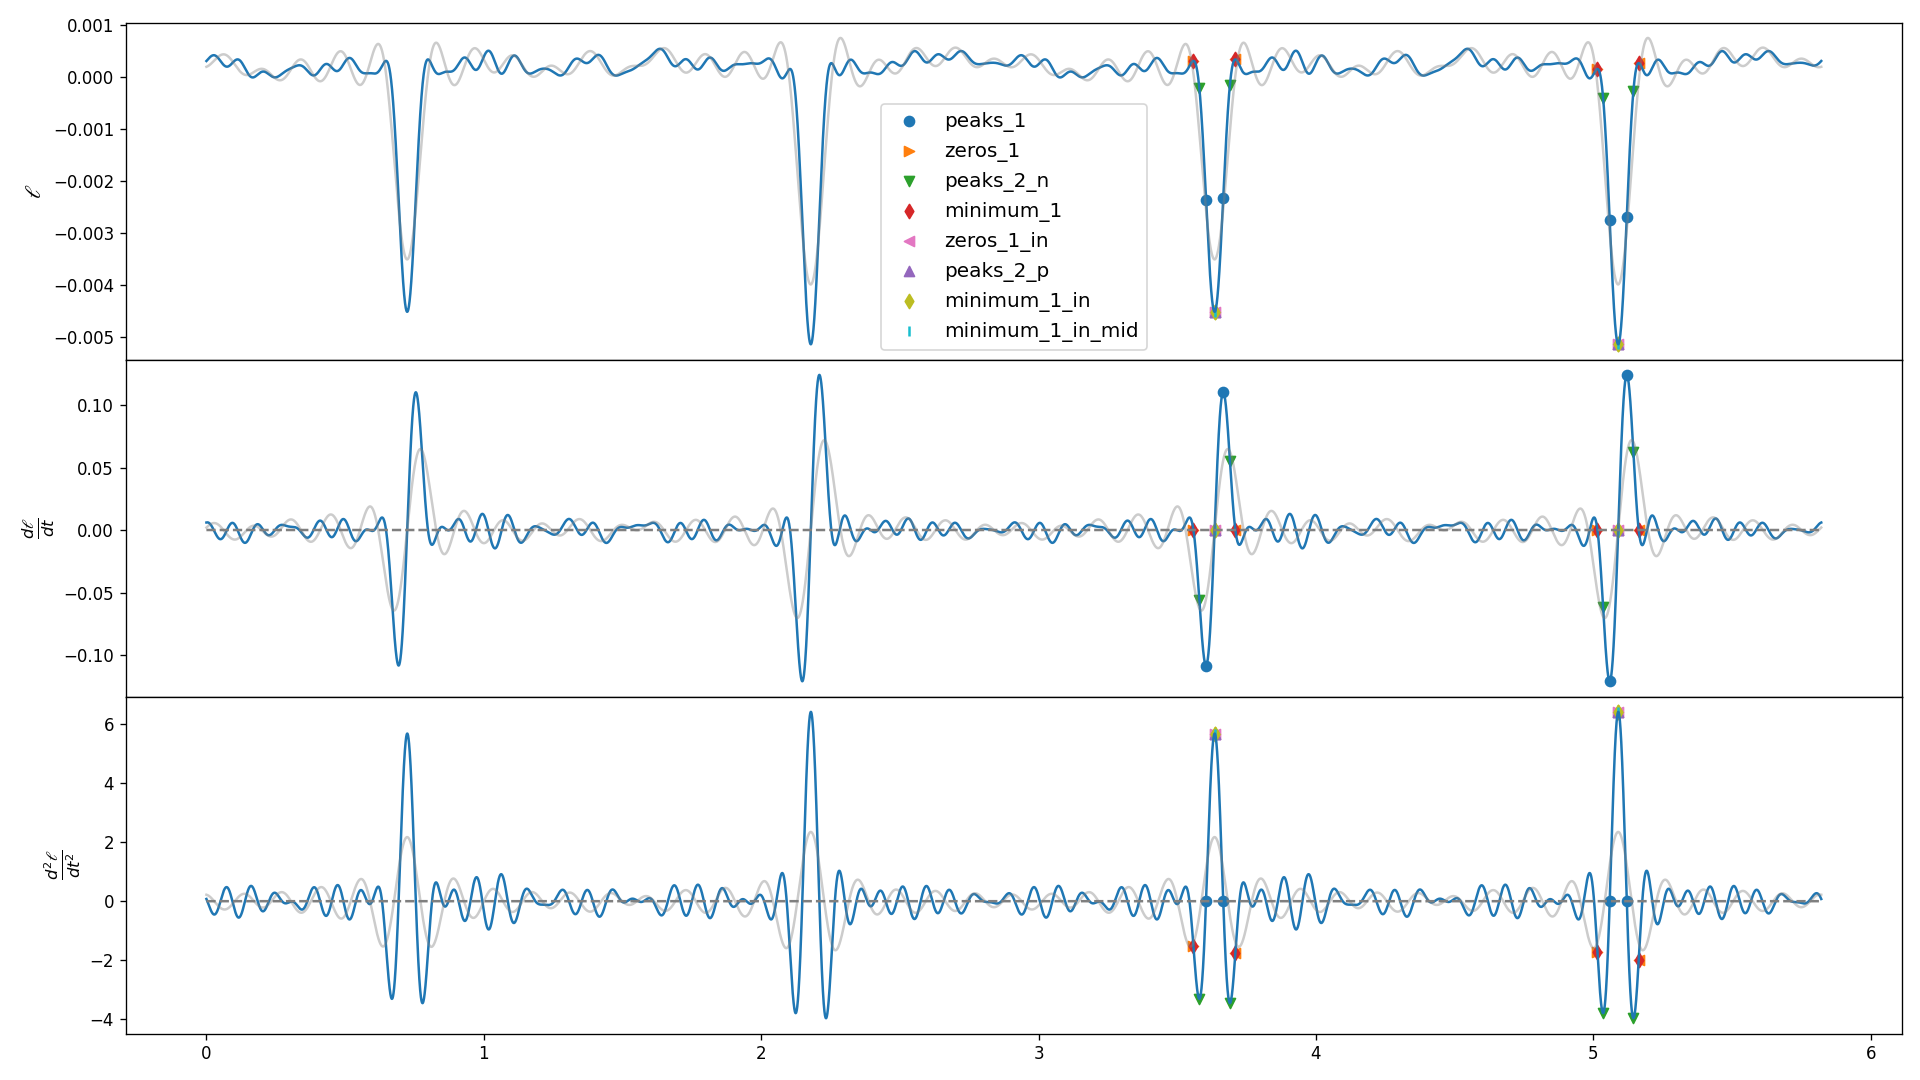 0.001
0.000
−0.001
−0.002
−0.003
−0.004
−0.005
ℓ
peaks_1
zeros_1
peaks_2_n
minimum_1
zeros_1_in
peaks_2_p
minimum_1_in
minimum_1_in_mid
0.10
0.05
0.00
−0.05
−0.10
dℓ
dt
6
4
2
0
−2
−4
d²ℓ
dt²
0 1 2 3 4 5 6